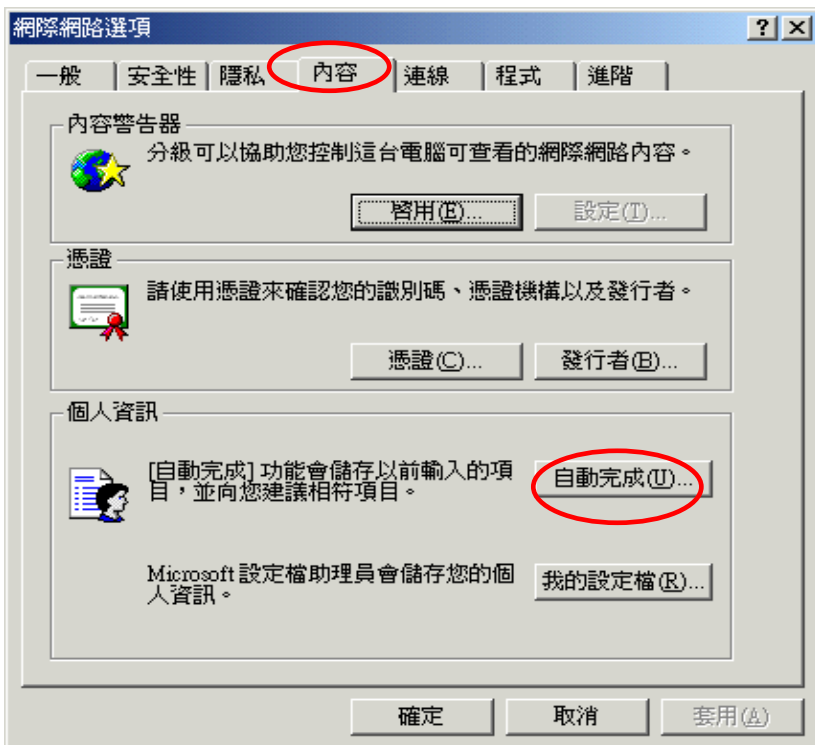 網際網路選項
一般 安全性 隱私 內容 連線 程式 進階
內容警告器
分級可以協助您控制這台電腦可查看的網際網路內容。
啓用(E)... 設定(T)...
憑證
請使用憑證來確認您的識別碼、憑證機構以及發行者。
憑證(C)... 發行者(B)...
個人資訊
[自動完成] 功能會儲存以前輸入的項
目，並向您建議相符項目。
自動完成(U)...
Microsoft 設定檔助理員會儲存您的個
人資訊。
我的設定檔(R)...
確定 取消 套用(A)